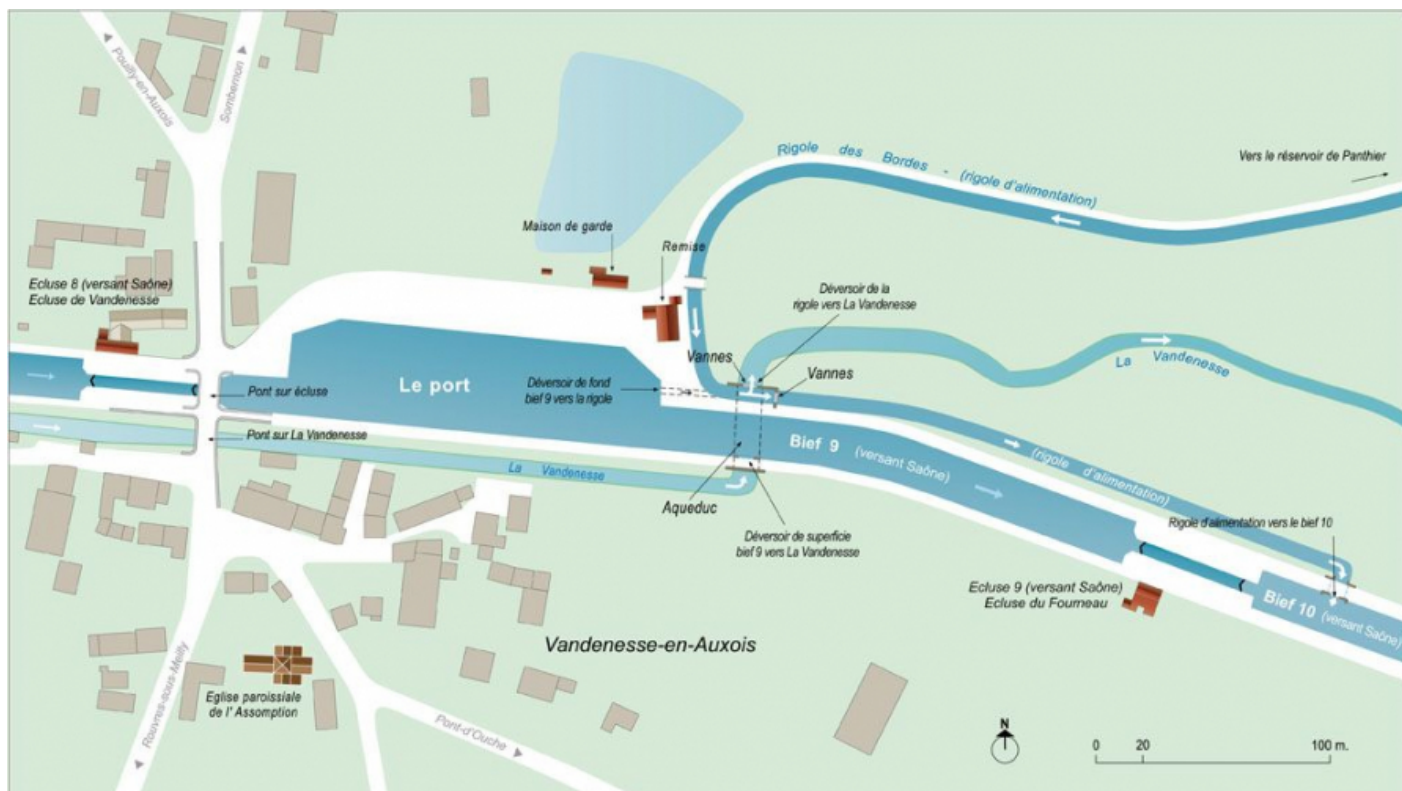 Pouilly-en-Auxois
Sombernon
Rigole des Bordes - (rigole d'alimentation)
Vers le réservoir de Panthier
Maison de garde
Remise
Ecluse 8 (versant Saône)
Ecluse de Vandenesse
Déversoir de la
rigole vers La Vandenesse
Vannes
Vannes
La Vandenesse
Le port
Déversoir de fond
bief 9 vers la rigole
Pont sur écluse
Pont sur La Vandenesse
Bief 9 (versant Saône)
La Vandenesse
(rigole d'alimentation)
Aqueduc
Rigole d'alimentation vers le bief 10
Déversoir de superficie
bief 9 vers La Vandenesse
Ecluse 9 (versant Saône)
Ecluse du Fourneau
Bief 10 (versant Saône)
Vandenesse-en-Auxois
Rouvres-sous-Meilly
Eglise paroissiale
de l' Assomption
Pont-d'Ouche
N
0 20 100 m.